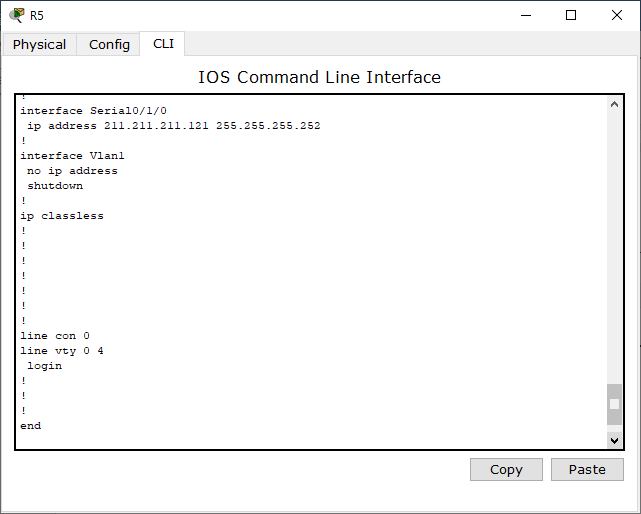 R5
Physical Config CLI
IOS Command Line Interface
!
interface Serial0/1/0
 ip address 211.211.211.121 255.255.255.252
!
interface Vlan1
 no ip address
 shutdown
!
ip classless
!
!
!
!
!
!
!
line con 0
line vty 0 4
 login
!
!
!
end
Copy Paste